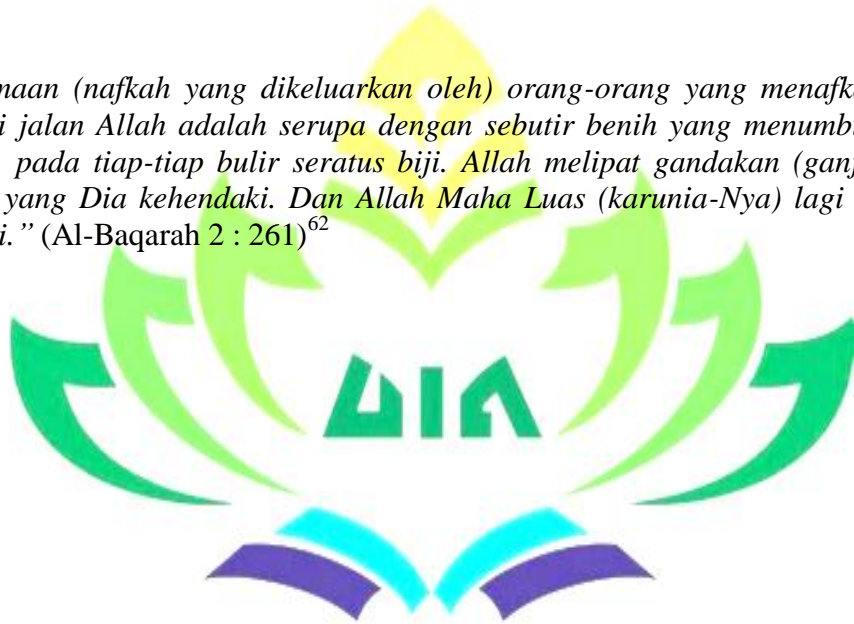 maan (nafkah yang dikeluarkan oleh) orang-orang yang menafk
i jalan Allah adalah serupa dengan sebutir benih yang menumb
pada tiap-tiap bulir seratus biji. Allah melipat gandakan (gan
yang Dia kehendaki. Dan Allah Maha Luas (karunia-Nya) lagi
i.” (Al-Baqarah 2 : 261)62
UIN